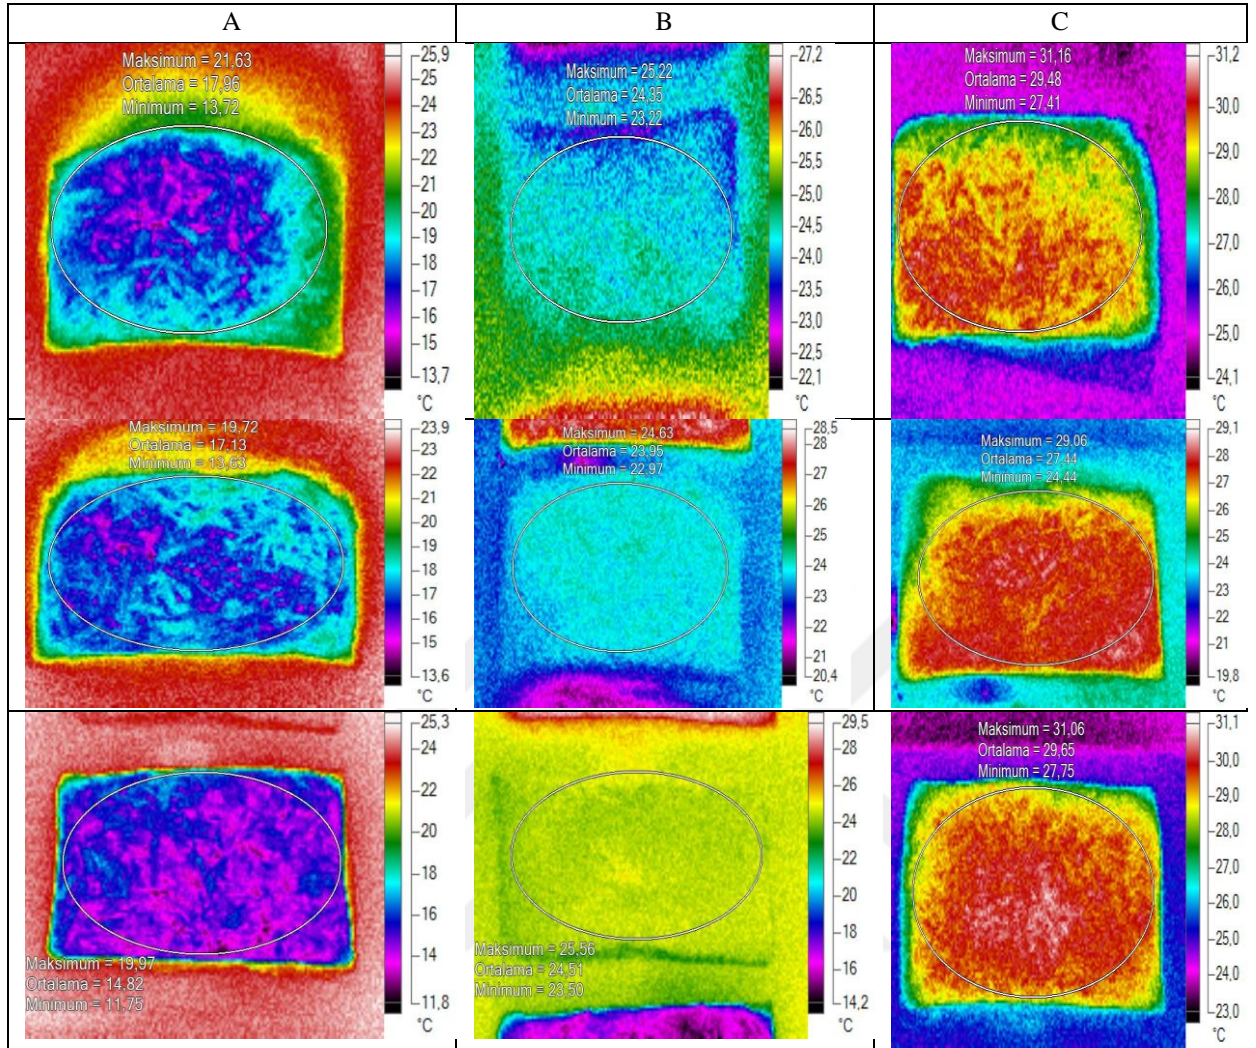 A
B
C
Maksimum = 21,63
Ortalama = 17,96
Minimum = 13,72
25,9
25
24
23
22
21
20
19
18
17
16
15
13,7
°C
Maksimum = 25,22
Ortalama = 24,35
Minimum = 23,22
27,2
26,5
26,0
25,5
25,0
24,5
24,0
23,5
23,0
22,5
22,1
°C
Maksimum = 31,16
Ortalama = 29,48
Minimum = 27,41
31,2
30,0
29,0
28,0
27,0
26,0
25,0
24,1
°C
Maksimum = 19,72
Ortalama = 17,13
Minimum = 13,63
23,9
23
22
21
20
19
18
17
16
15
13,6
°C
Maksimum = 24,63
Ortalama = 23,95
Minimum = 22,97
28,5
28
27
26
25
24
23
22
21
20,4
°C
Maksimum = 29,06
Ortalama = 27,44
Minimum = 24,44
29,1
28
27
26
25
24
23
22
21
19,8
°C
Maksimum = 19,97
Ortalama = 14,82
Minimum = 11,75
25,3
24
22
20
18
16
14
11,8
°C
Maksimum = 25,56
Ortalama = 24,51
Minimum = 23,50
29,5
28
26
24
22
20
18
16
14,2
°C
Maksimum = 31,06
Ortalama = 29,65
Minimum = 27,75
31,1
30,0
29,0
28,0
27,0
26,0
25,0
24,0
23,0
°C